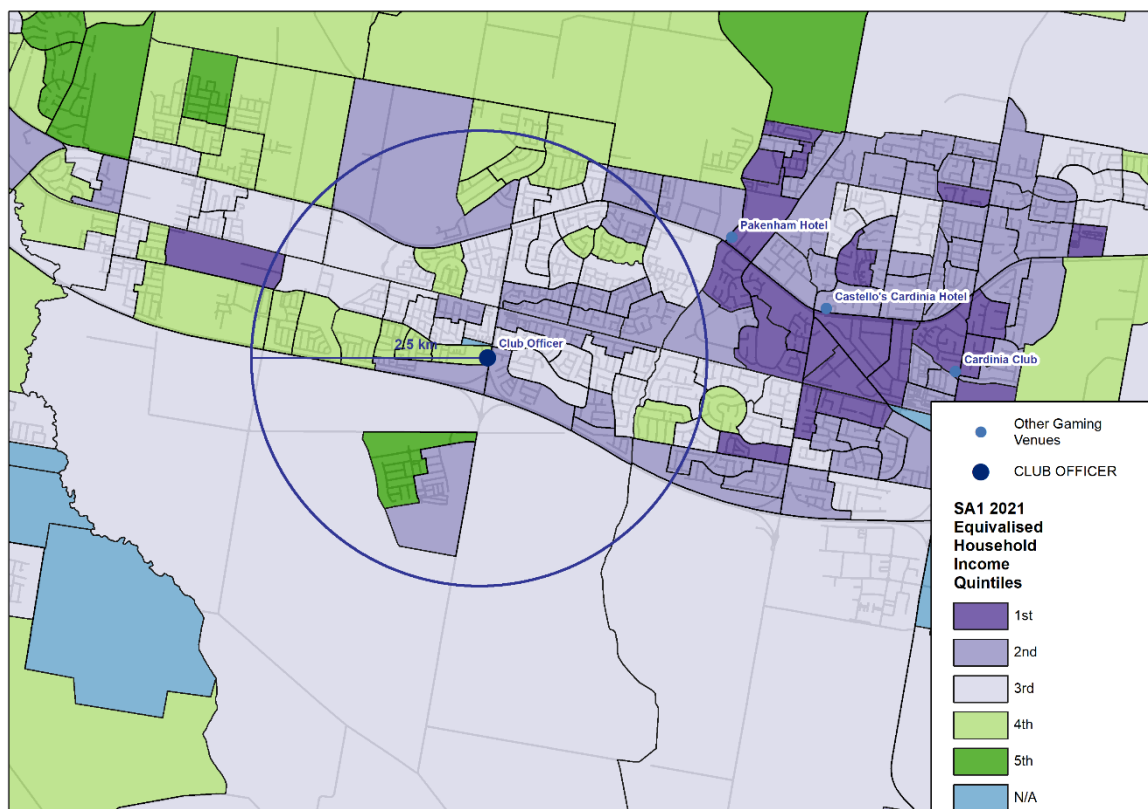 Pakenham Hotel
Castello's Cardinia Hotel
2.5 km
Club Officer
Cardinia Club
Other Gaming
Venues
CLUB OFFICER
SA1 2021
Equivalised
Household
Income
Quintiles
1st
2nd
3rd
4th
5th
N/A